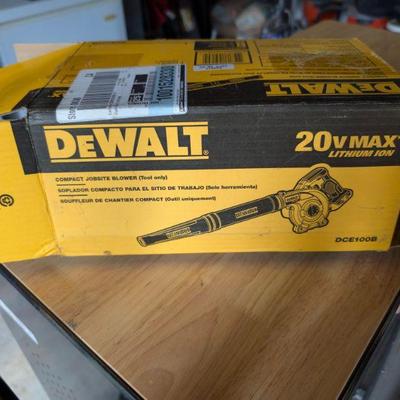 DEWALT
DEWALT
20V MAX*
LITHIUM ION
COMPACT JOBSITE BLOWER (Tool only)
SOPLADOR COMPACTO PARA EL SITIO DE TRABAJO (Solo herramienta)
SOUFFLEUR DE CHANTIER COMPACT (Outil uniquement)
DCE100B